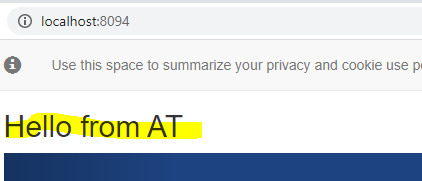 localhost:8094
Use this space to summarize your privacy and cookie use
Hello from AT